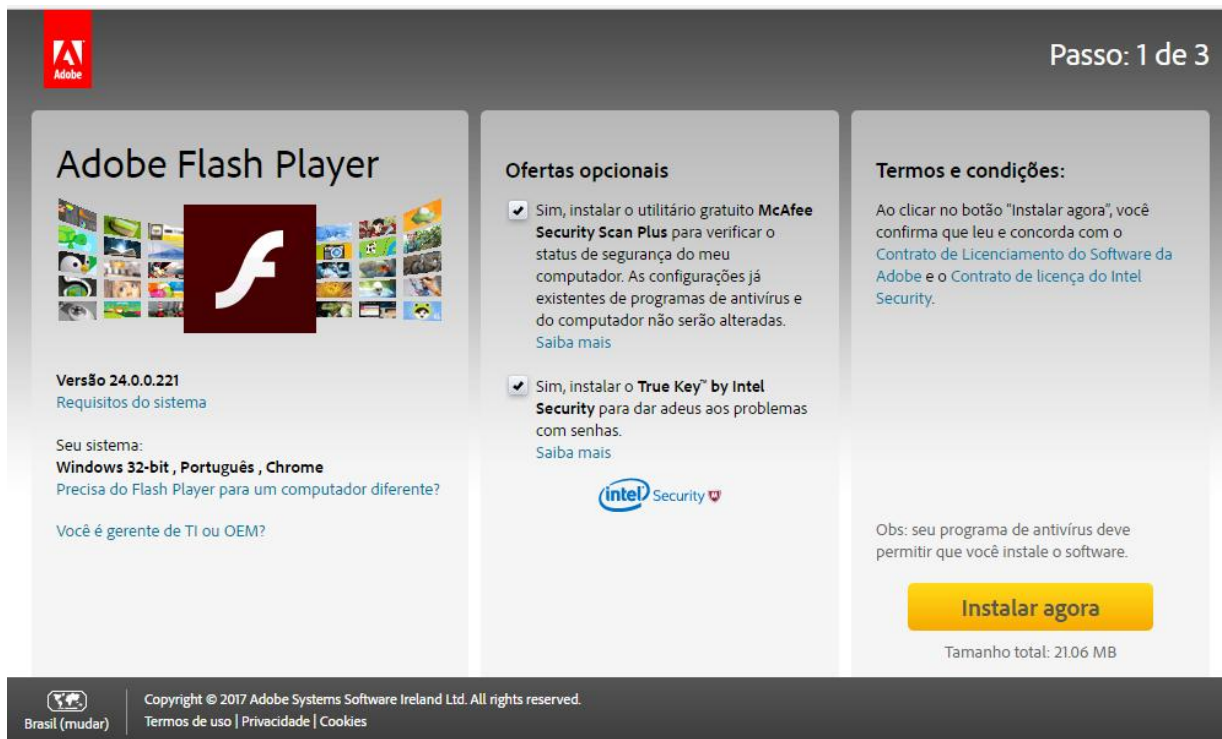 Adobe
Passo: 1 de 3
Adobe Flash Player
Versão 24.0.0.221
Requisitos do sistema
Seu sistema:
Windows 32-bit , Português , Chrome
Precisa do Flash Player para um computador diferente?
Você é gerente de TI ou OEM?
Ofertas opcionais
Sim, instalar o utilitário gratuito McAfee
Security Scan Plus para verificar o
status de segurança do meu
computador. As configurações já
existentes de programas de antivírus e
do computador não serão alteradas.
Saiba mais
Sim, instalar o True Key™ by Intel
Security para dar adeus aos problemas
com senhas.
Saiba mais
intel Security
Termos e condições:
Ao clicar no botão "Instalar agora", você
confirma que leu e concorda com o
Contrato de Licenciamento do Software da
Adobe e o Contrato de licença do Intel
Security.
Obs: seu programa de antivírus deve
permitir que você instale o software.
Instalar agora
Tamanho total: 21.06 MB
Brasil (mudar)
Copyright © 2017 Adobe Systems Software Ireland Ltd. All rights reserved.
Termos de uso | Privacidade | Cookies